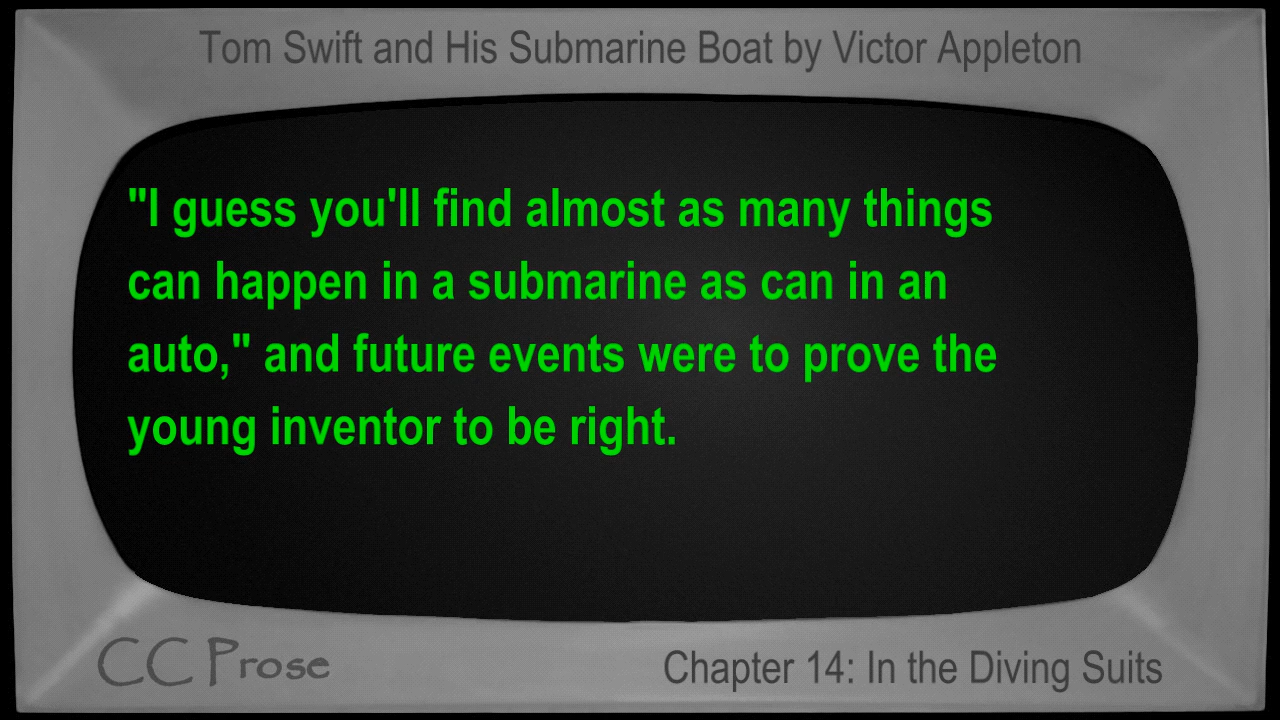 Tom Swift and His Submarine Boat by Victor Appleton
"I guess you'll find almost as many things
can happen in a submarine as can in an
auto," and future events were to prove the
young inventor to be right.
CC Prose
Chapter 14: In the Diving Suits